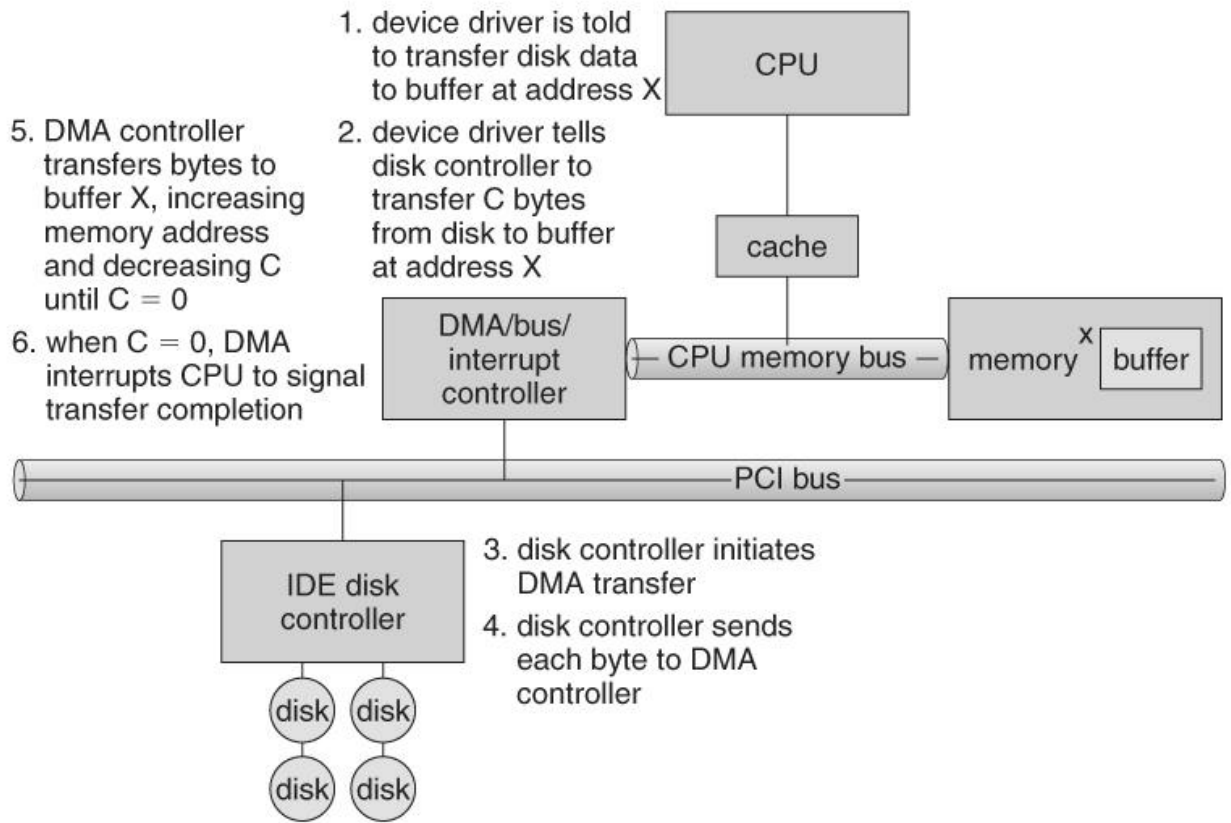 1. device driver is told
to transfer disk data
to buffer at address X
CPU
5. DMA controller
transfers bytes to
buffer X, increasing
memory address
and decreasing C
until C = 0
2. device driver tells
disk controller to
transfer C bytes
from disk to buffer
at address X
cache
6. when C = 0, DMA
interrupts CPU to signal
transfer completion
DMA/bus/
interrupt
controller
CPU memory bus
memory
x
buffer
PCI bus
IDE disk
controller
3. disk controller initiates
DMA transfer
4. disk controller sends
each byte to DMA
controller
disk
disk
disk
disk